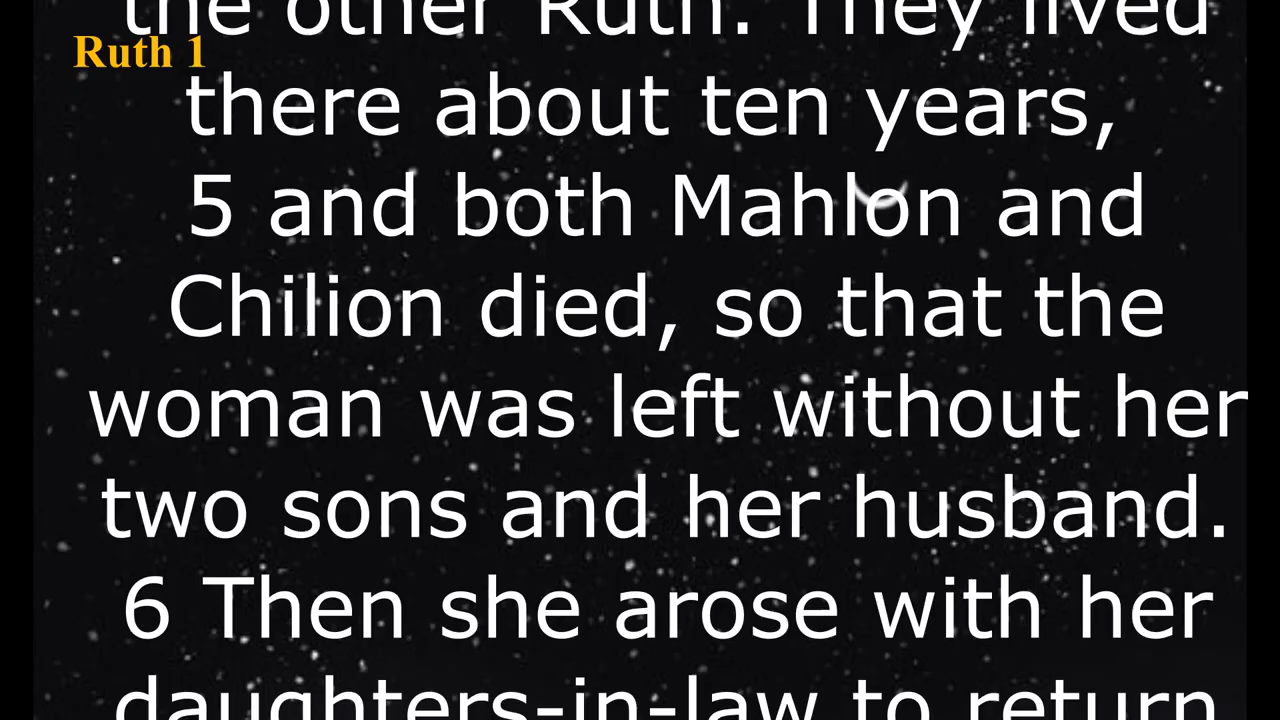 the other Ruth. They lived
Ruth 1
there about ten years,
5 and both Mahlon and
Chilion died, so that the
woman was left without her
two sons and her husband.
6 Then she arose with her
daughters-in-law to return